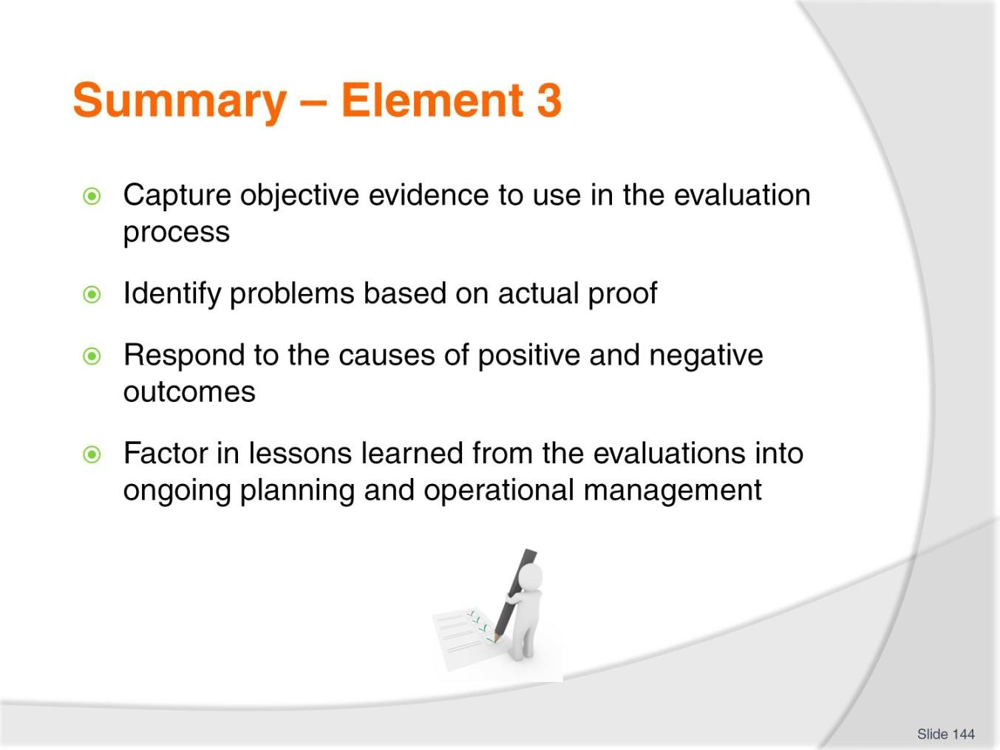 Summary – Element 3
Capture objective evidence to use in the evaluation
process
Identify problems based on actual proof
Respond to the causes of positive and negative
outcomes
Factor in lessons learned from the evaluations into
ongoing planning and operational management
Slide 144